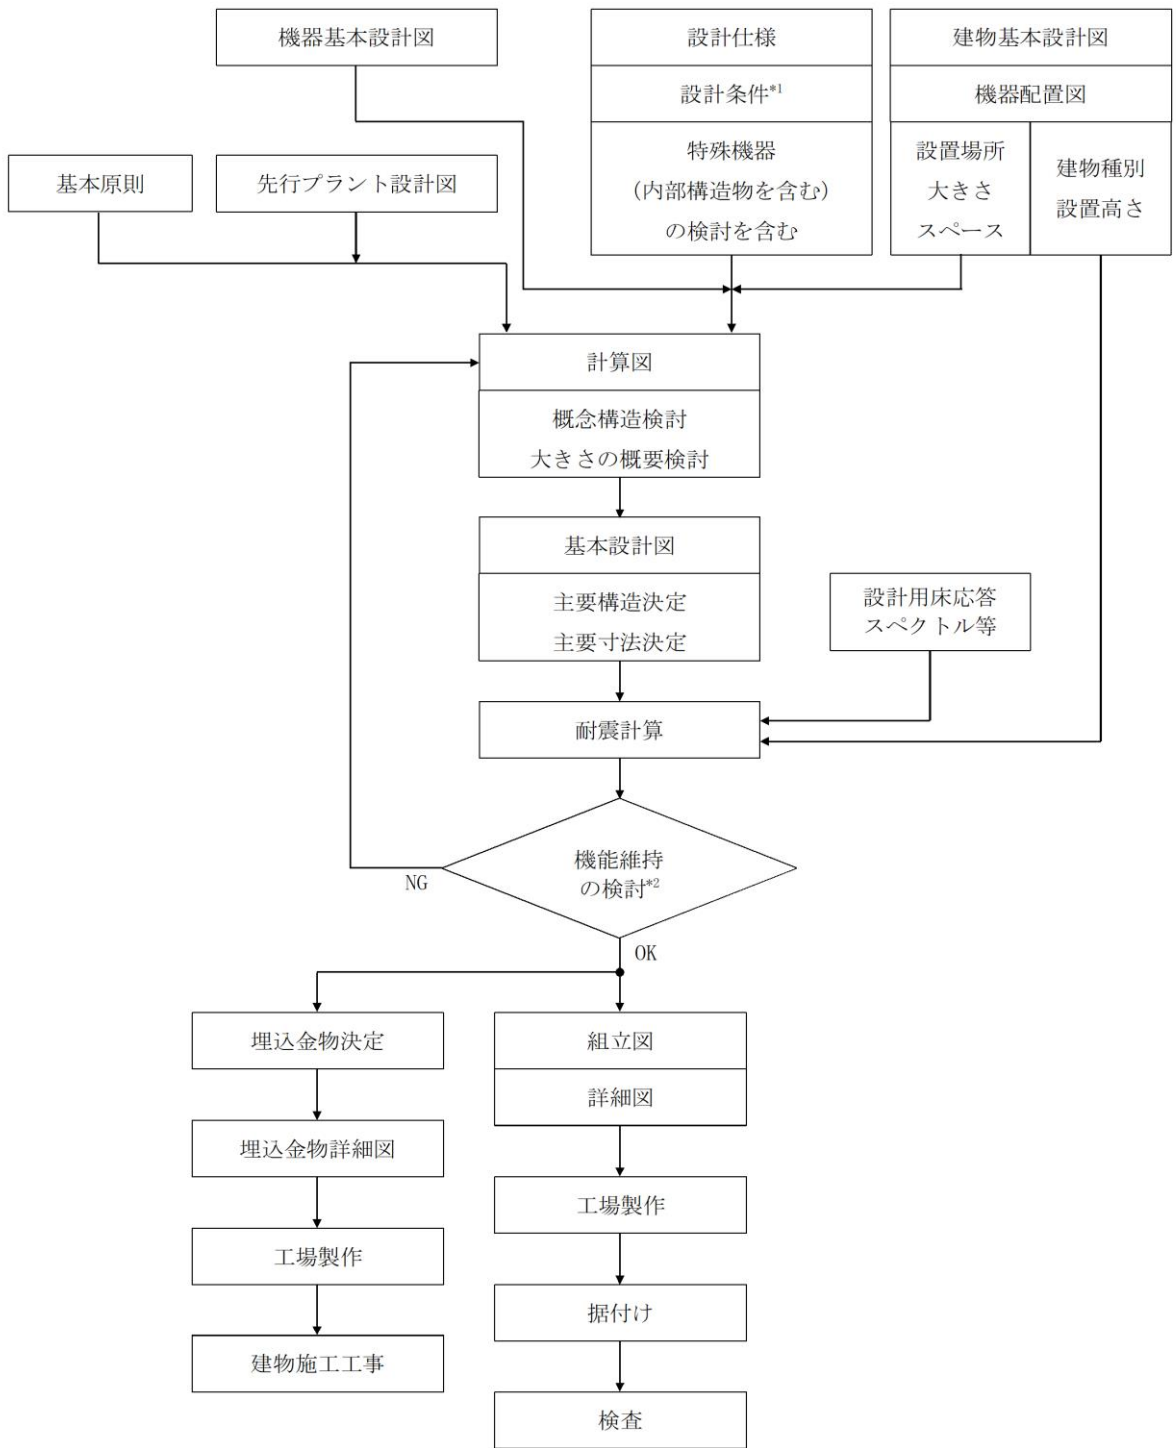 機器基本設計図
設計仕様
設計条件*1
特殊機器
（内部構造物を含む）
の検討を含む
建物基本設計図
機器配置図
設置場所
大きさ
スペース
建物種別
設置高さ
基本原則
先行プラント設計図
計算図
概念構造検討
大きさの概要検討
基本設計図
主要構造決定
主要寸法決定
設計用床応答
スペクトル等
耐震計算
機能維持
の検討*2
NG
OK
埋込金物決定
埋込金物詳細図
工場製作
建物施工工事
組立図
詳細図
工場製作
据付け
検査